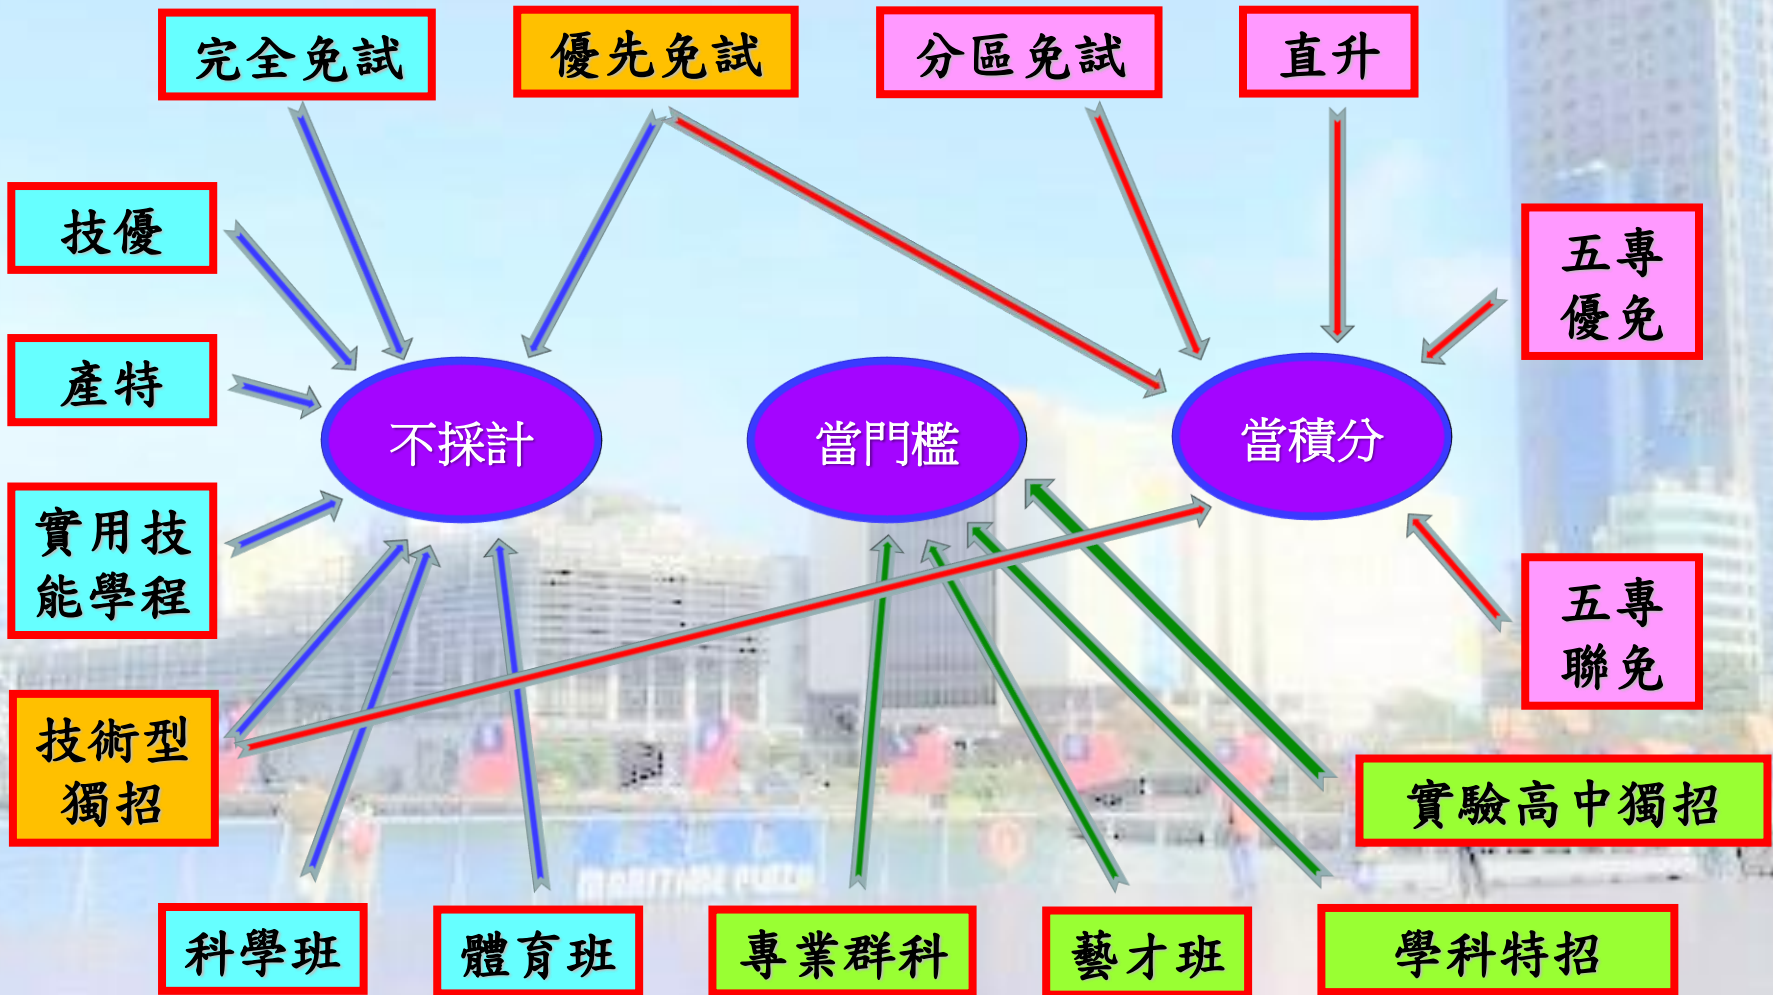 完全免試
優先免試
分區免試
直升
技優
五專
優免
產特
不採計
當門檻
當積分
實用技
能學程
五專
聯免
技術型
獨招
實驗高中獨招
MARITIME PLAZA
科學班
體育班
專業群科
藝才班
學科特招